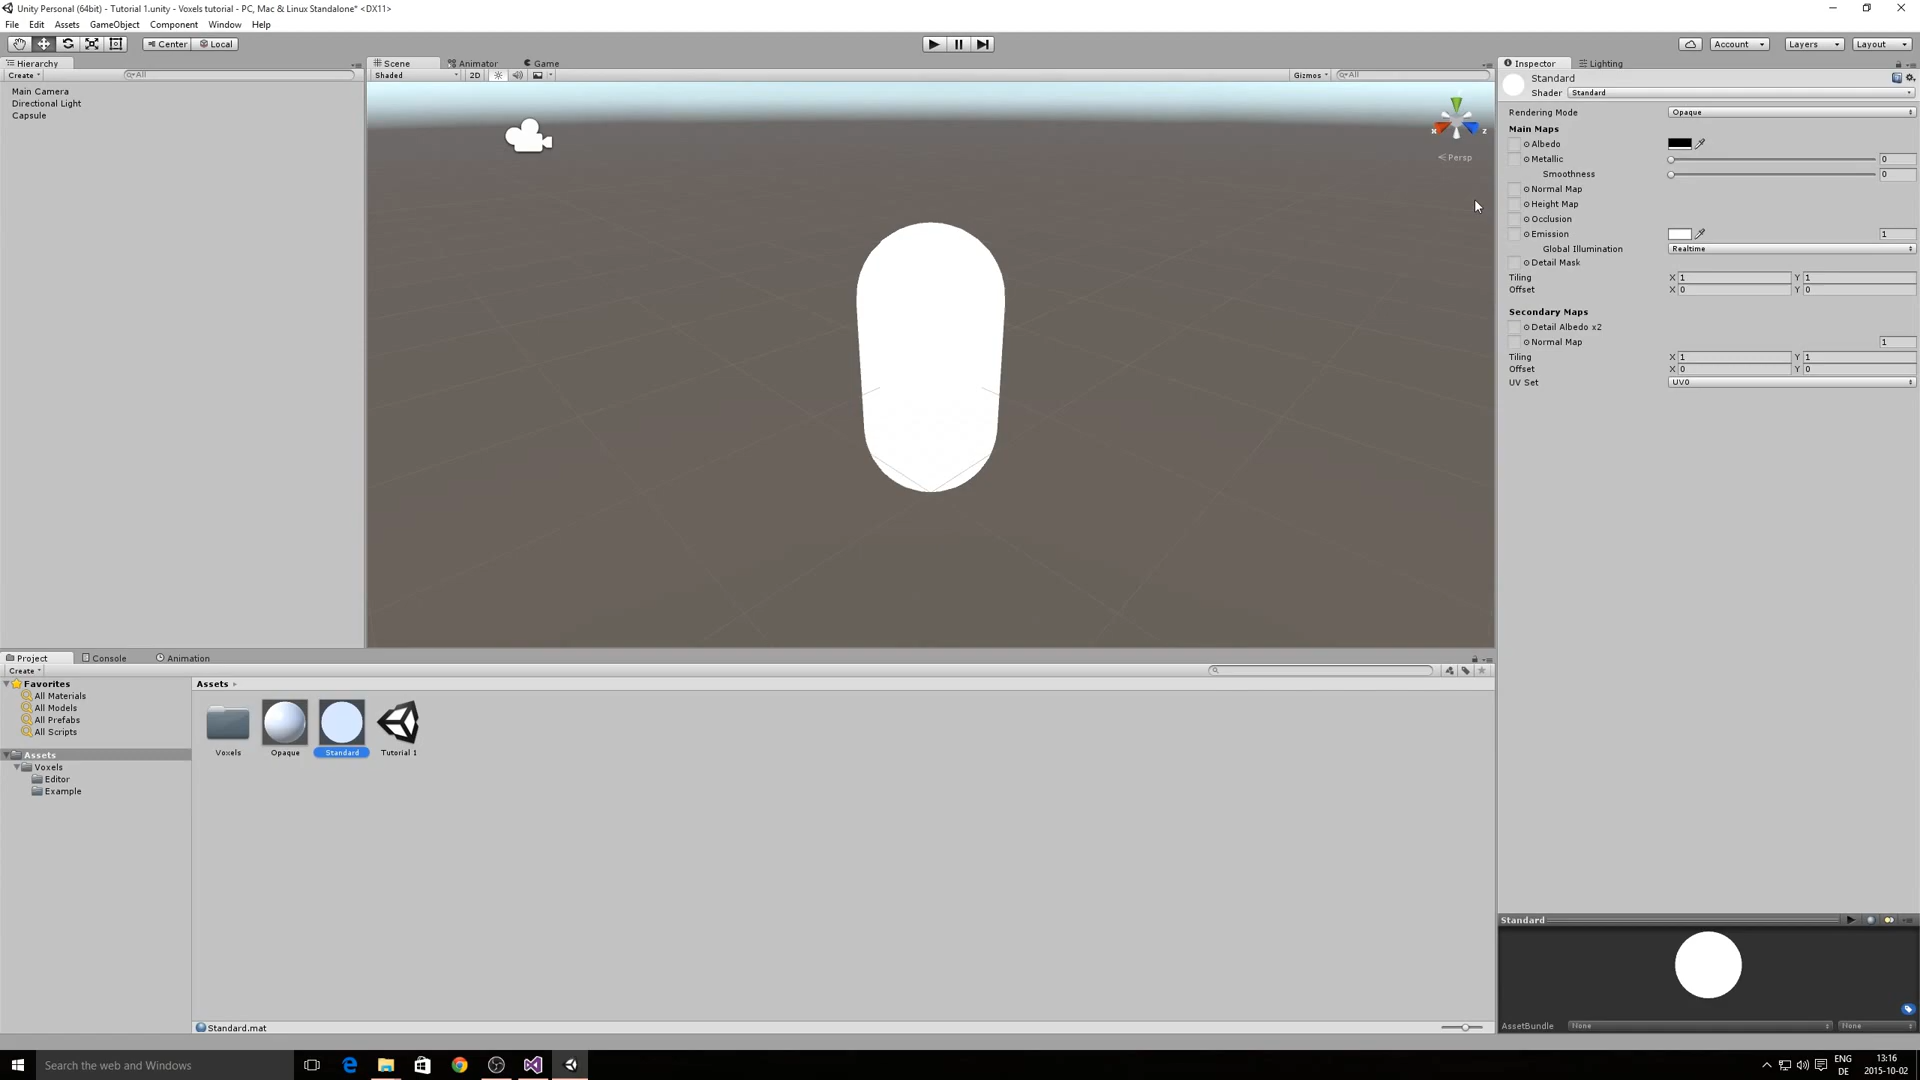 Unity Personal (64bit) - Tutorial 1.unity - Voxels tutorial - PC, Mac & Linux Standalone* <DX11>
File Edit Assets GameObject Component Window Help
Center Local Account Layers Layout
Hierarchy
Create All
Main Camera
Directional Light
Capsule
Scene Animator Game
Shaded 2D Gizmos All
x z
Persp
Inspector Lighting
Standard
Shader Standard
Rendering Mode Opaque
Main Maps
Albedo
Metallic 0
Smoothness 0
Normal Map
Height Map
Occlusion
Emission 1
Global Illumination Realtime
Detail Mask
Tiling X 1 Y 1
Offset X 0 Y 0
Secondary Maps
Detail Albedo x2
Normal Map 1
Tiling X 1 Y 1
Offset X 0 Y 0
UV Set UV0
Project Console Animation
Create
Favorites
All Materials
All Models
All Prefabs
All Scripts
Assets
Voxels
Editor
Example
Assets
Voxels Opaque Standard Tutorial 1
Standard.mat
Standard
AssetBundle None None
Search the web and Windows
ENG
DE
13:16
2015-10-02